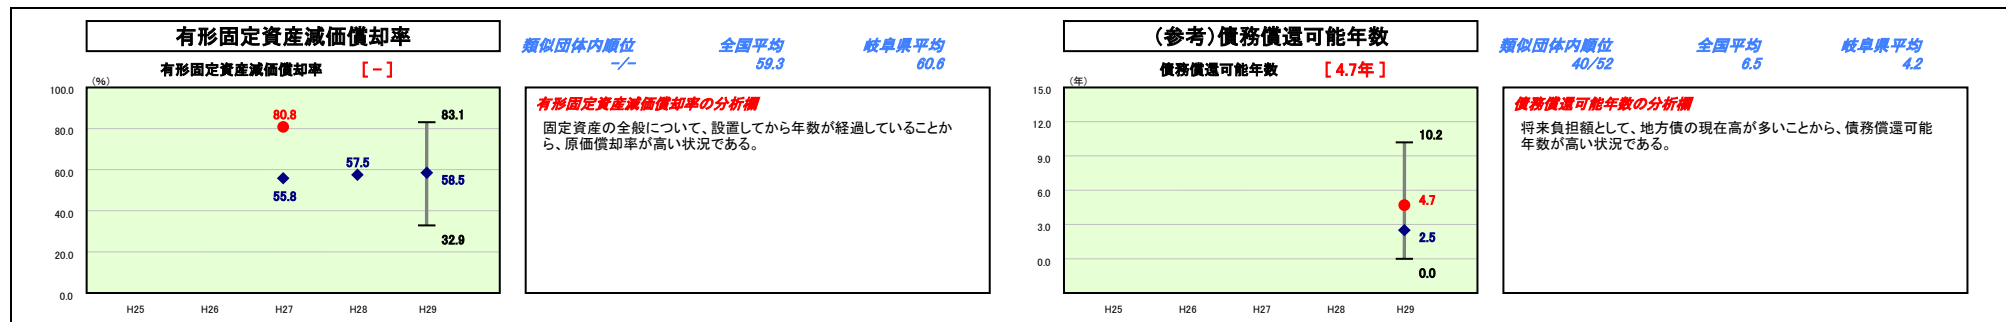 有形固定資産減価償却率
有形固定資産減価償却率 [ - ]
類似団体内順位 全国平均 岐阜県平均
-/- 59.3 60.6
(%)
100.0
80.0
60.0
40.0
20.0
0.0
80.8
55.8
57.5
83.1
58.5
32.9
H25 H26 H27 H28 H29
有形固定資産減価償却率の分析欄
固定資産の全般について、設置してから年数が経過していることか
ら、原価償却率が高い状況である。
(参考)債務償還可能年数
債務償還可能年数 [ 4.7年 ]
類似団体内順位 全国平均 岐阜県平均
40/52 6.5 4.2
(年)
15.0
12.0
9.0
6.0
3.0
0.0
10.2
4.7
2.5
0.0
H25 H26 H27 H28 H29
債務償還可能年数の分析欄
将来負担額として、地方債の現在高が多いことから、債務償還可能
年数が高い状況である。